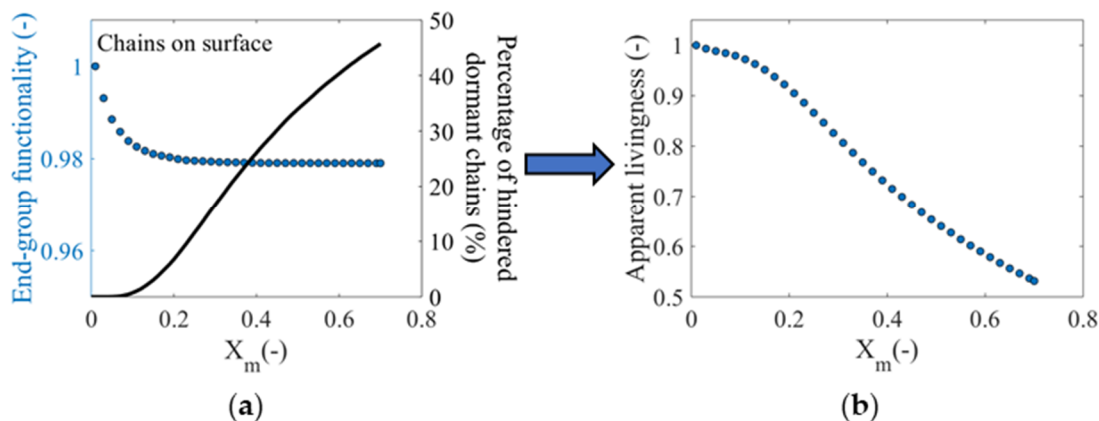 Chains on surface
End-group functionality (-)
1
0.98
0.96
50
40
30
20
10
0
Percentage of hindered
dormant chains (%)
0
0.2
0.4
0.6
0.8
Xm(-)
(a)
Apparent livingness (-)
1
0.9
0.8
0.7
0.6
0.5
0
0.2
0.4
0.6
0.8
Xm(-)
(b)